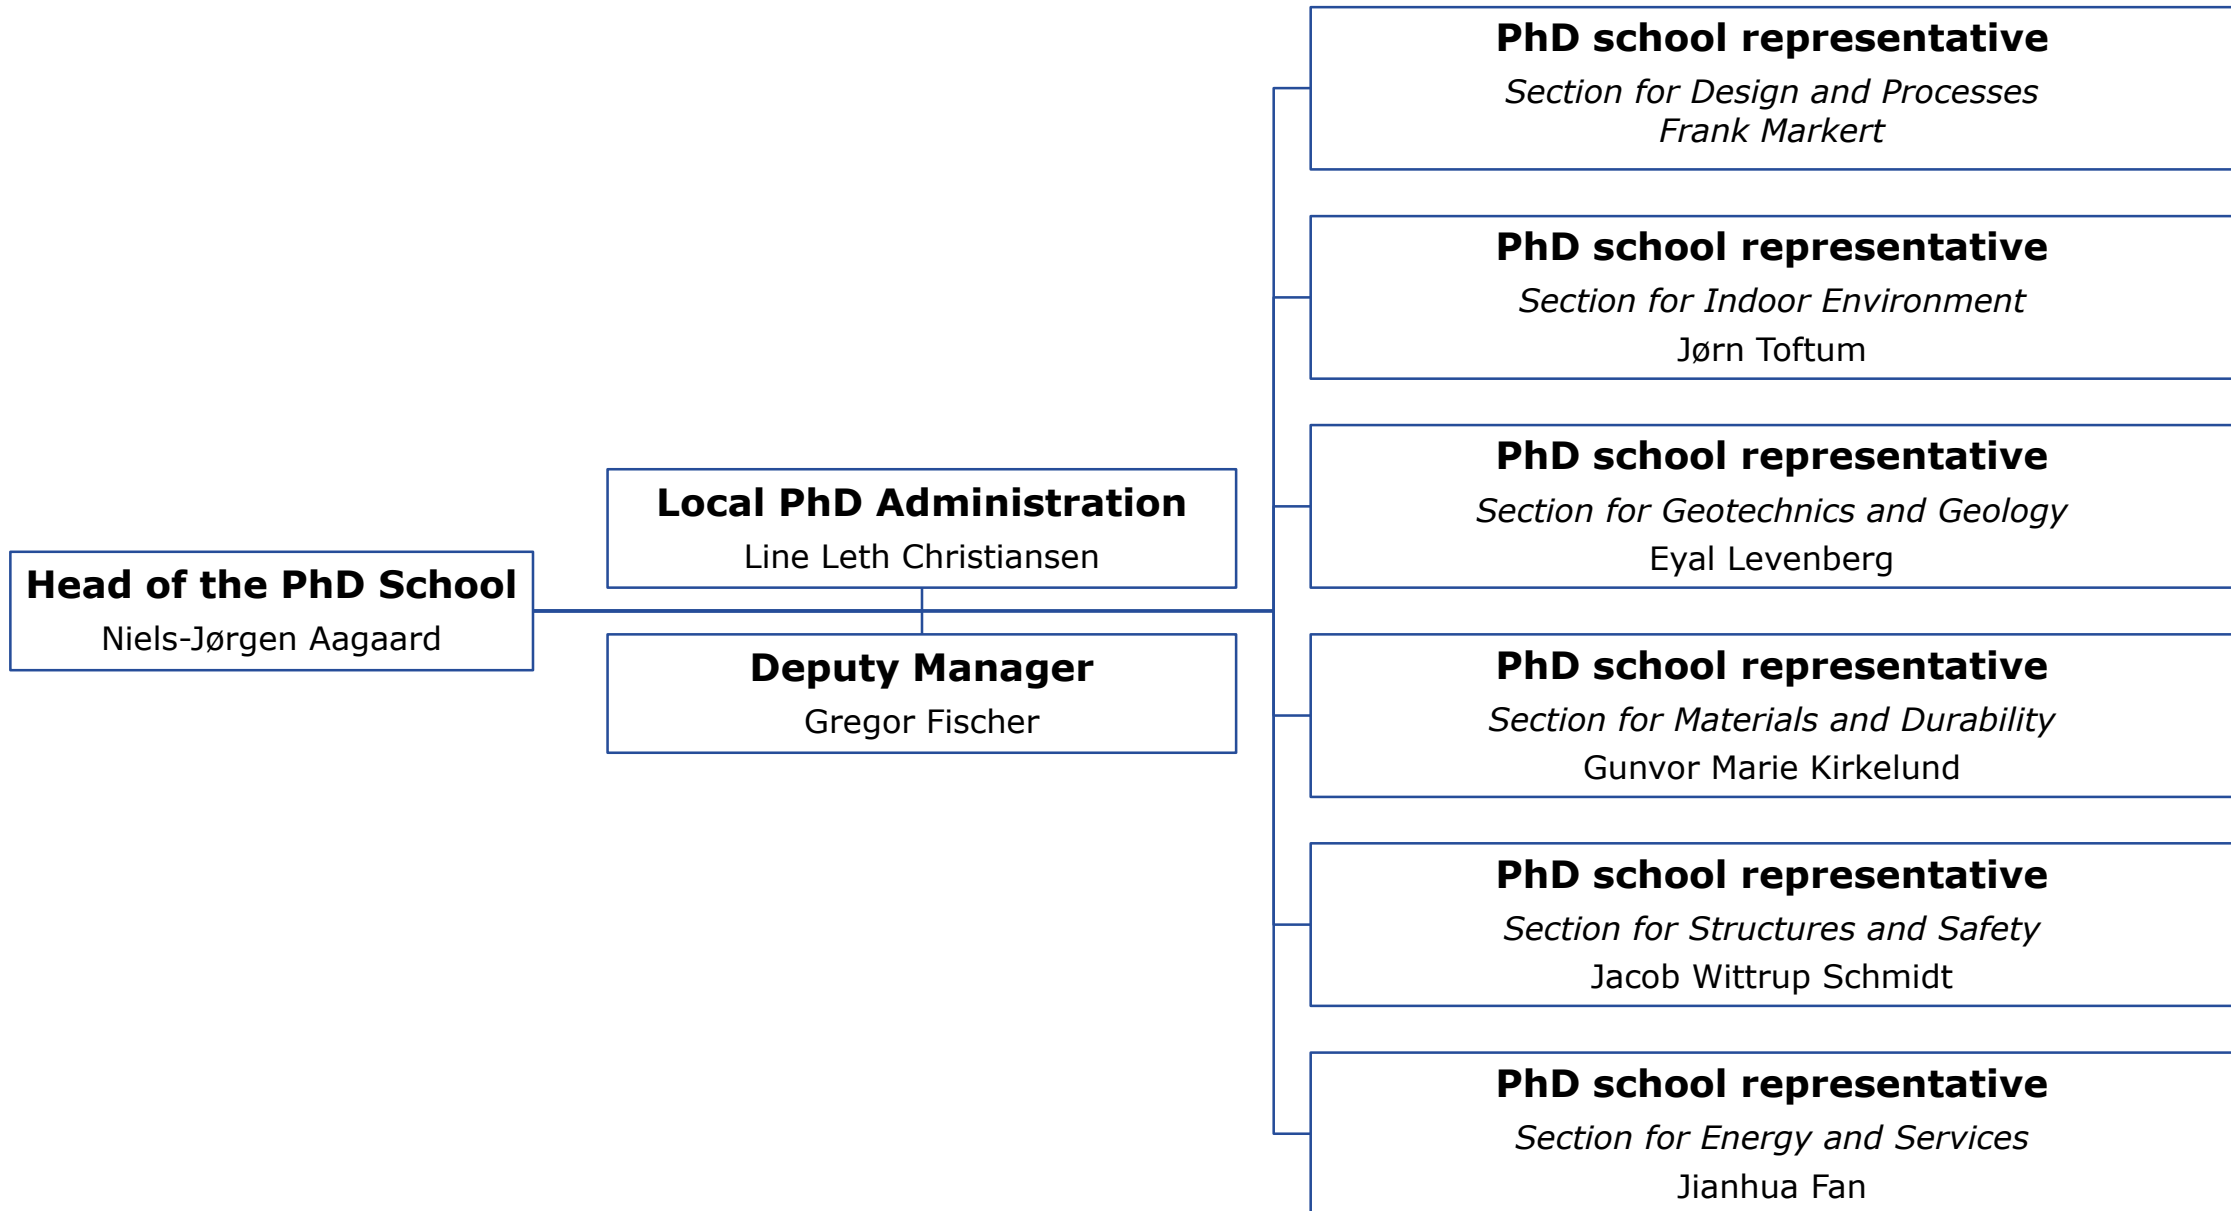 Head of the PhD School
Niels-Jørgen Aagaard
Local PhD Administration
Line Leth Christiansen
Deputy Manager
Gregor Fischer
PhD school representative
Section for Design and Processes
Frank Markert
PhD school representative
Section for Indoor Environment
Jørn Toftum
PhD school representative
Section for Geotechnics and Geology
Eyal Levenberg
PhD school representative
Section for Materials and Durability
Gunvor Marie Kirkelund
PhD school representative
Section for Structures and Safety
Jacob Wittrup Schmidt
PhD school representative
Section for Energy and Services
Jianhua Fan